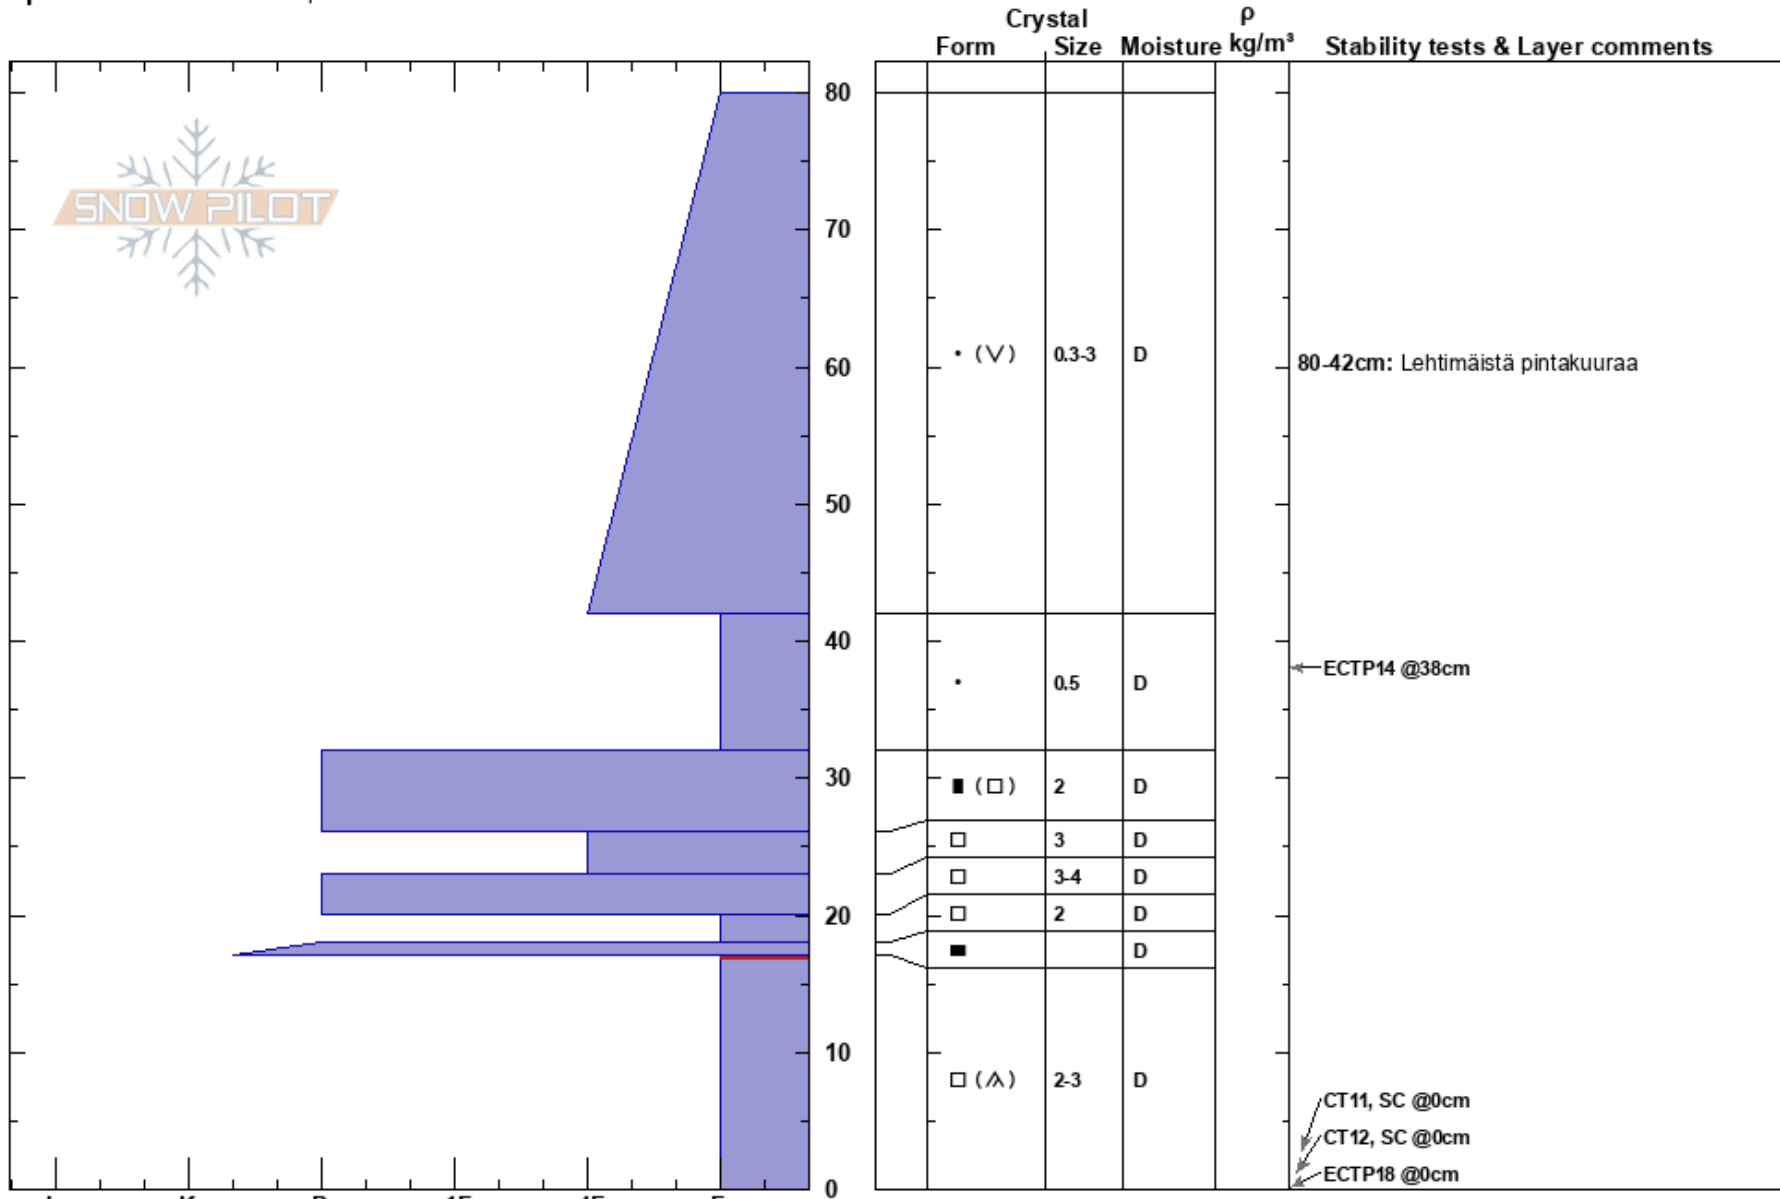 Crystal ρ
Form Size Moisture kg/m³ Stability tests & Layer comments
SNOW PILOT
80
70
60
50
40
30
20
10
0
• (V) 0.3-3 D
80-42cm: Lehtimäistä pintakuuraa
ECTP14 @38cm
• 0.5 D
2 D
3 D
3-4 D
2 D
D
2-3 D
CT11, SC @0cm
CT12, SC @0cm
ECTP18 @0cm